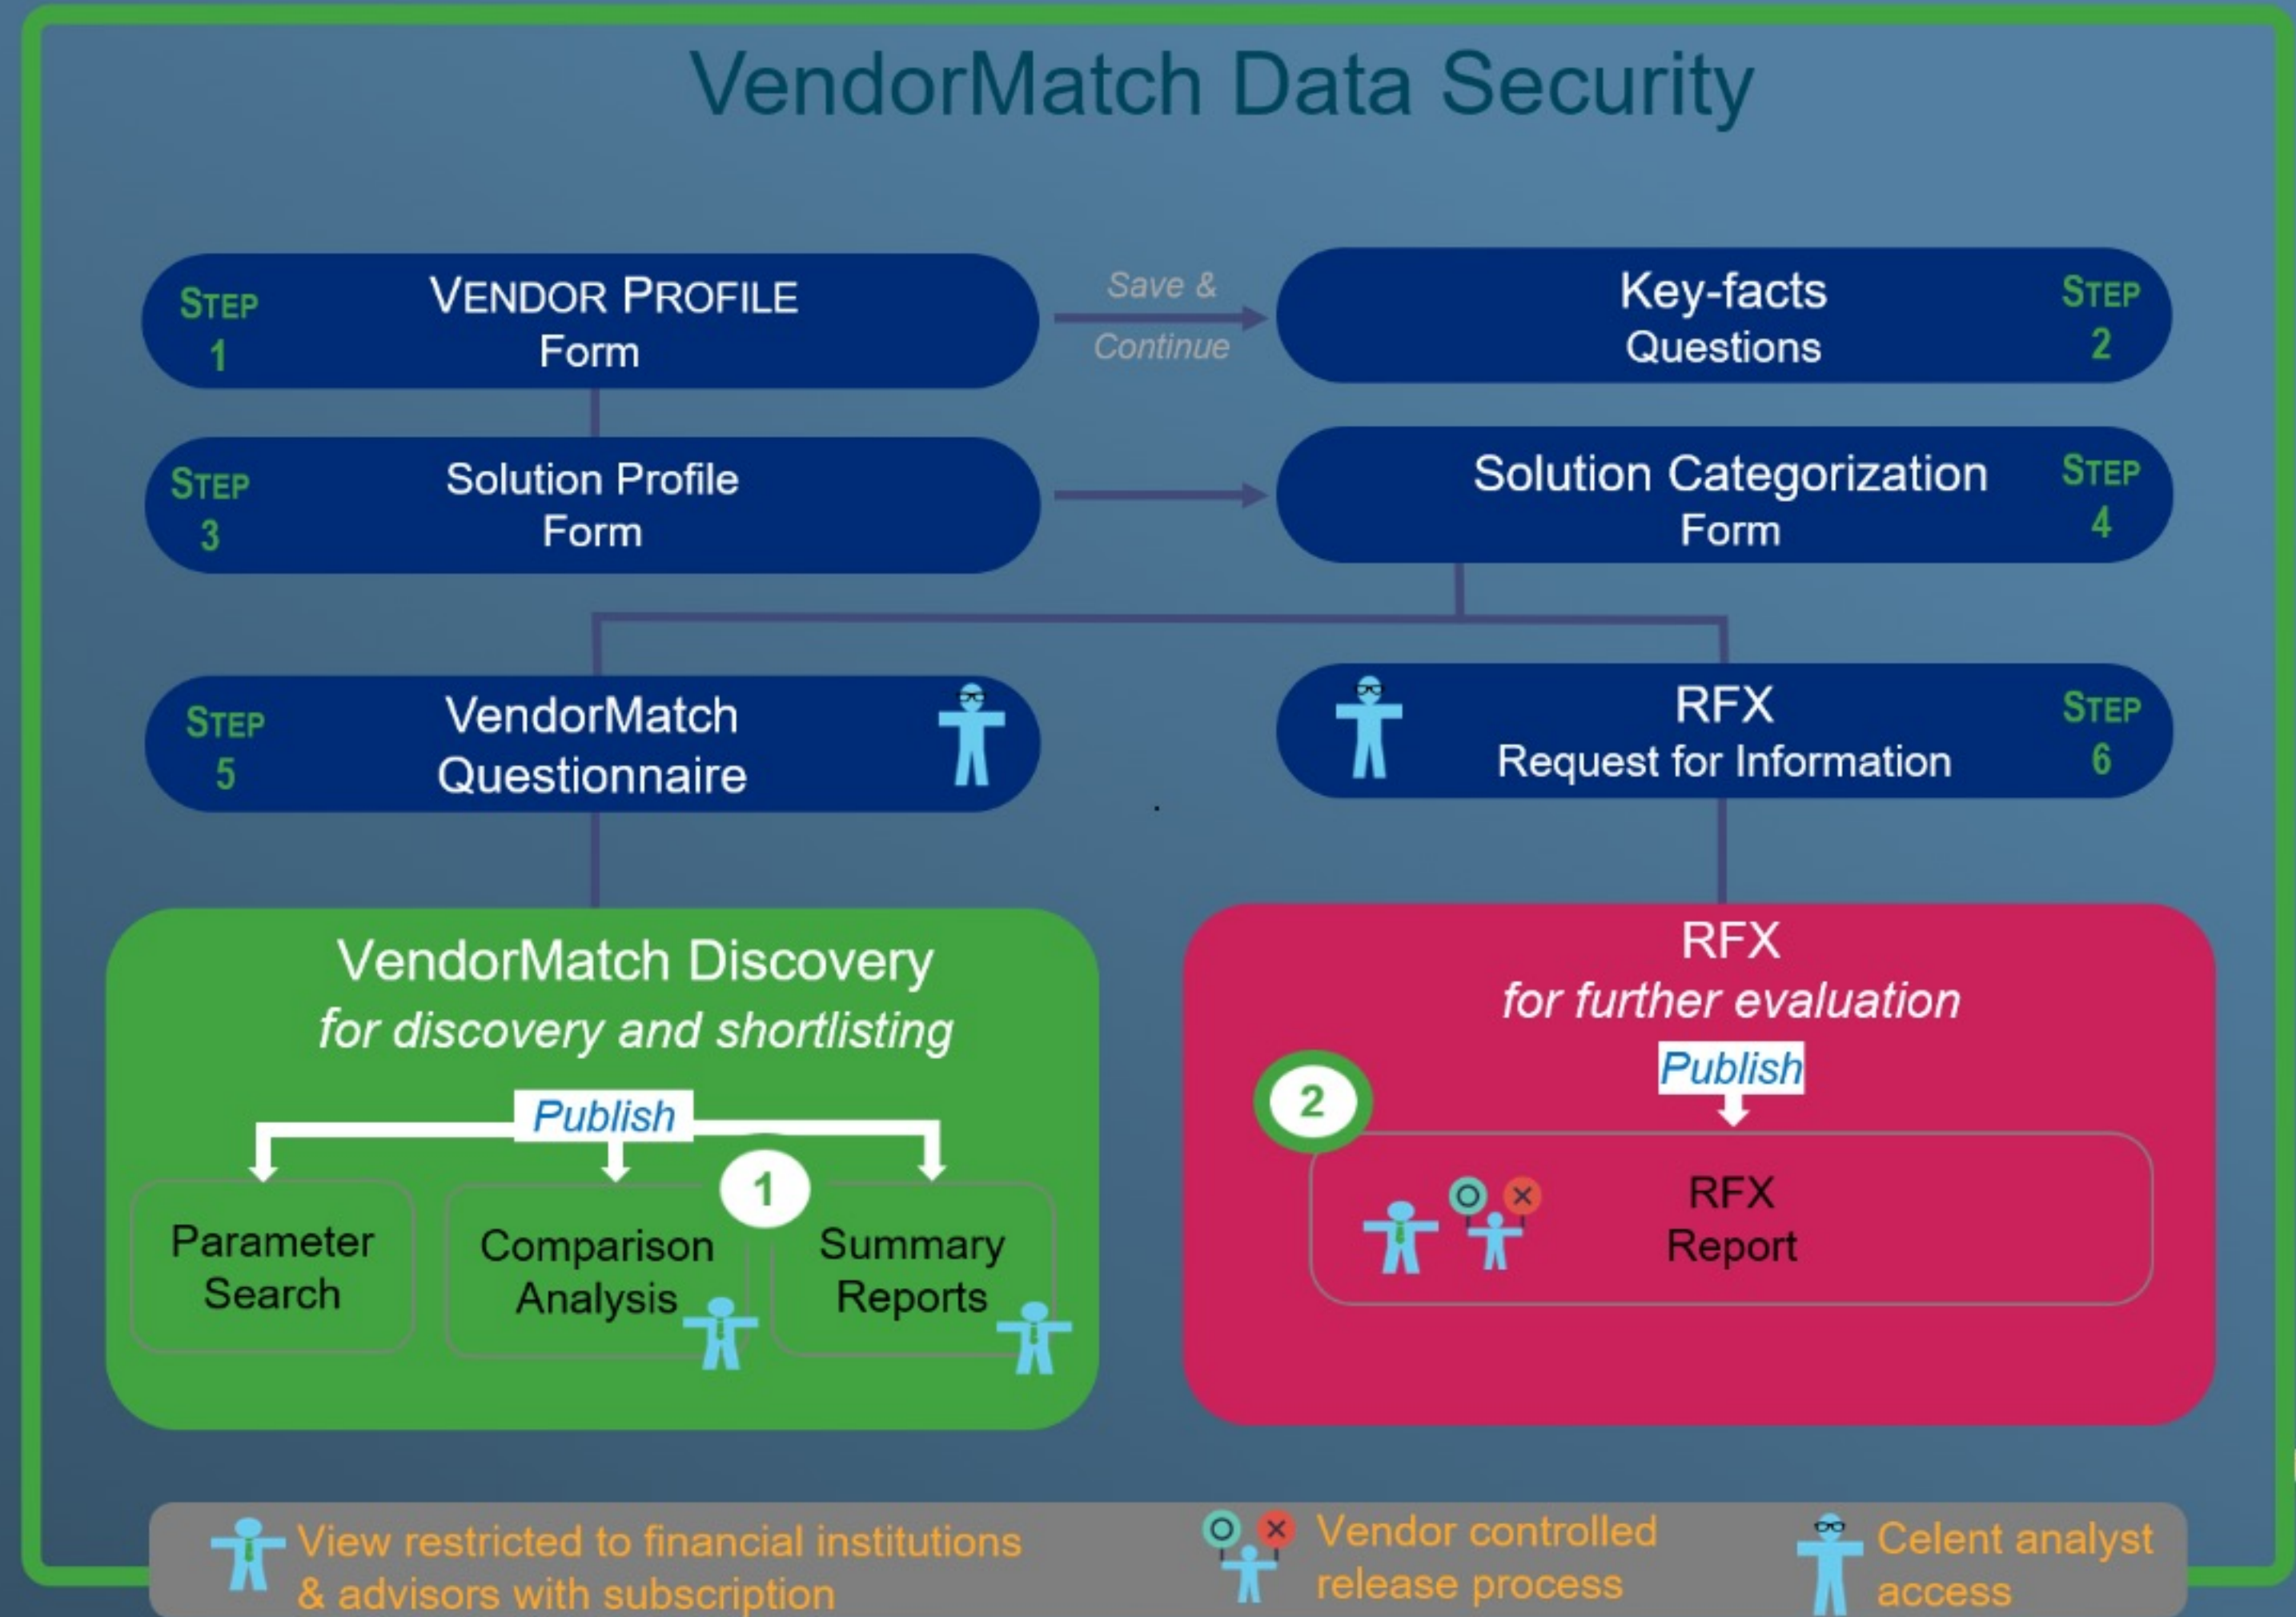 VendorMatch Data Security
STEP
1
VENDOR PROFILE
Form
Save &
Continue
Key-facts
Questions
STEP
2
STEP
3
Solution Profile
Form
Solution Categorization
Form
STEP
4
STEP
5
VendorMatch
Questionnaire
RFX
Request for Information
STEP
6
VendorMatch Discovery
for discovery and shortlisting
Publish
1
Parameter
Search
Comparison
Analysis
Summary
Reports
RFX
for further evaluation
Publish
2
RFX
Report
View restricted to financial institutions
& advisors with subscription
Vendor controlled
release process
Celent analyst
access